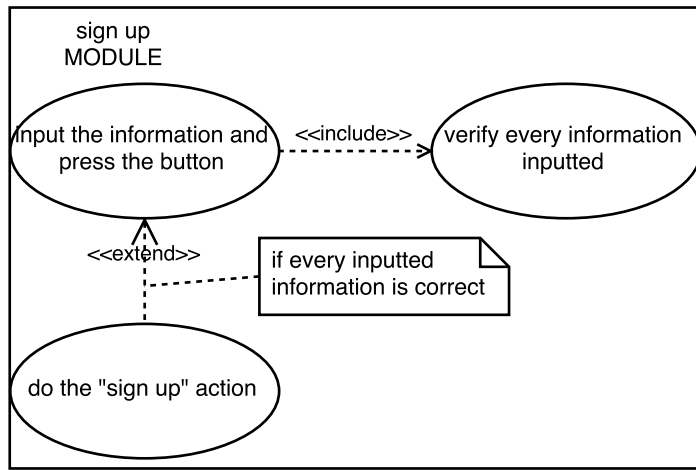 sign up
MODULE
input the information and
press the button
<<include>>
verify every information
inputted
<<extend>>
if every inputted
information is correct
do the "sign up" action